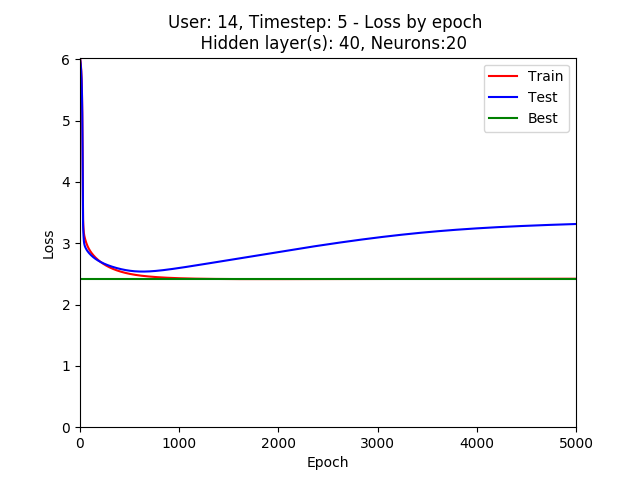 User: 14, Timestep: 5 - Loss by epoch
Hidden layer(s): 40, Neurons:20
Train
Test
Best
Loss
6
5
4
3
2
1
0
0 1000 2000 3000 4000 5000
Epoch